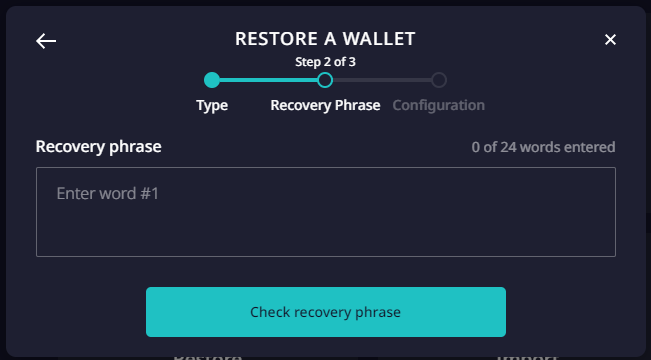 RESTORE A WALLET
Step 2 of 3
Type Recovery Phrase Configuration
Recovery phrase 0 of 24 words entered
Enter word #1
Check recovery phrase
Restore Import